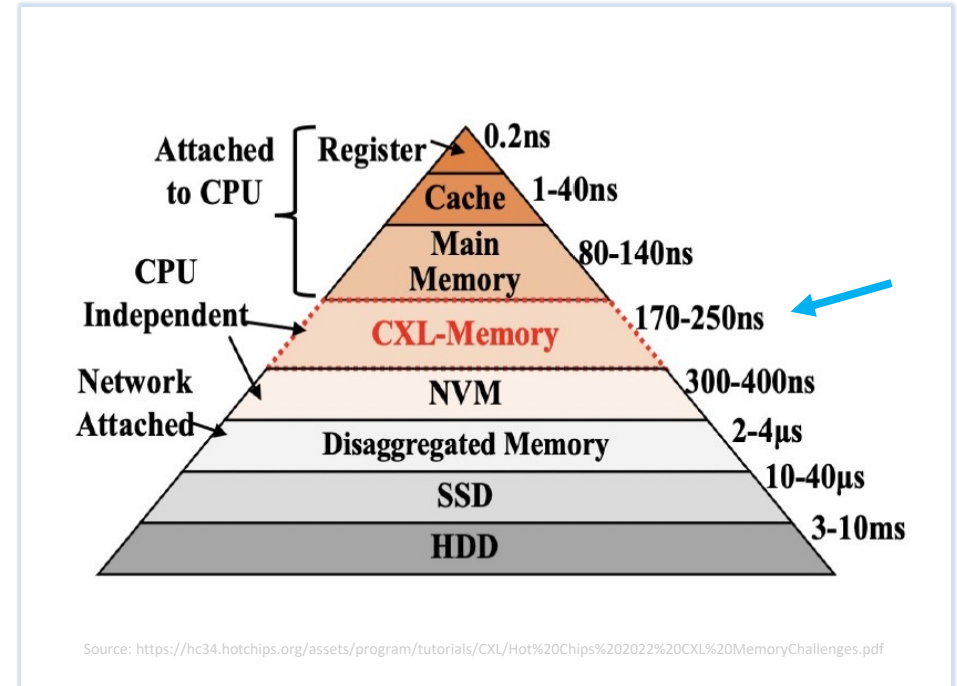 Attached
to CPU
Register
0.2ns
Cache
1-40ns
Main
Memory
80-140ns
CPU
Independent
CXL-Memory
170-250ns
Network
Attached
NVM
300-400ns
Disaggregated Memory
2-4μs
SSD
10-40μs
HDD
3-10ms
Source: https://hc34.hotchips.org/assets/program/tutorials/CXL/Hot%20Chips%202022%20CXL%20MemoryChallenges.pdf